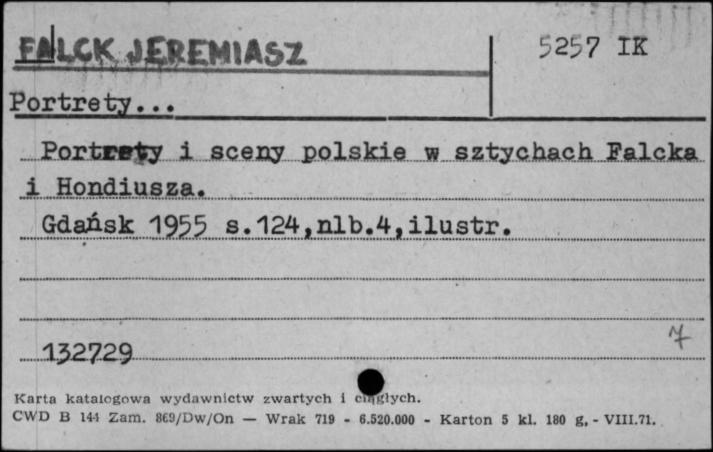 FALCK JEREMIASZ
5257 IK
Portrety...
Portrety i sceny polskie w sztychach Falcka
i Hondiusza.
Gdańsk 1955 s.124,nlb.4,ilustr.
7
132729
Karta katalogowa wydawnictw zwartych i ciągłych.
CWD B 144 Zam. 869/Dw/On — Wrak 719 - 6.520.000 - Karton 5 kl. 180 g. - VIII.71.